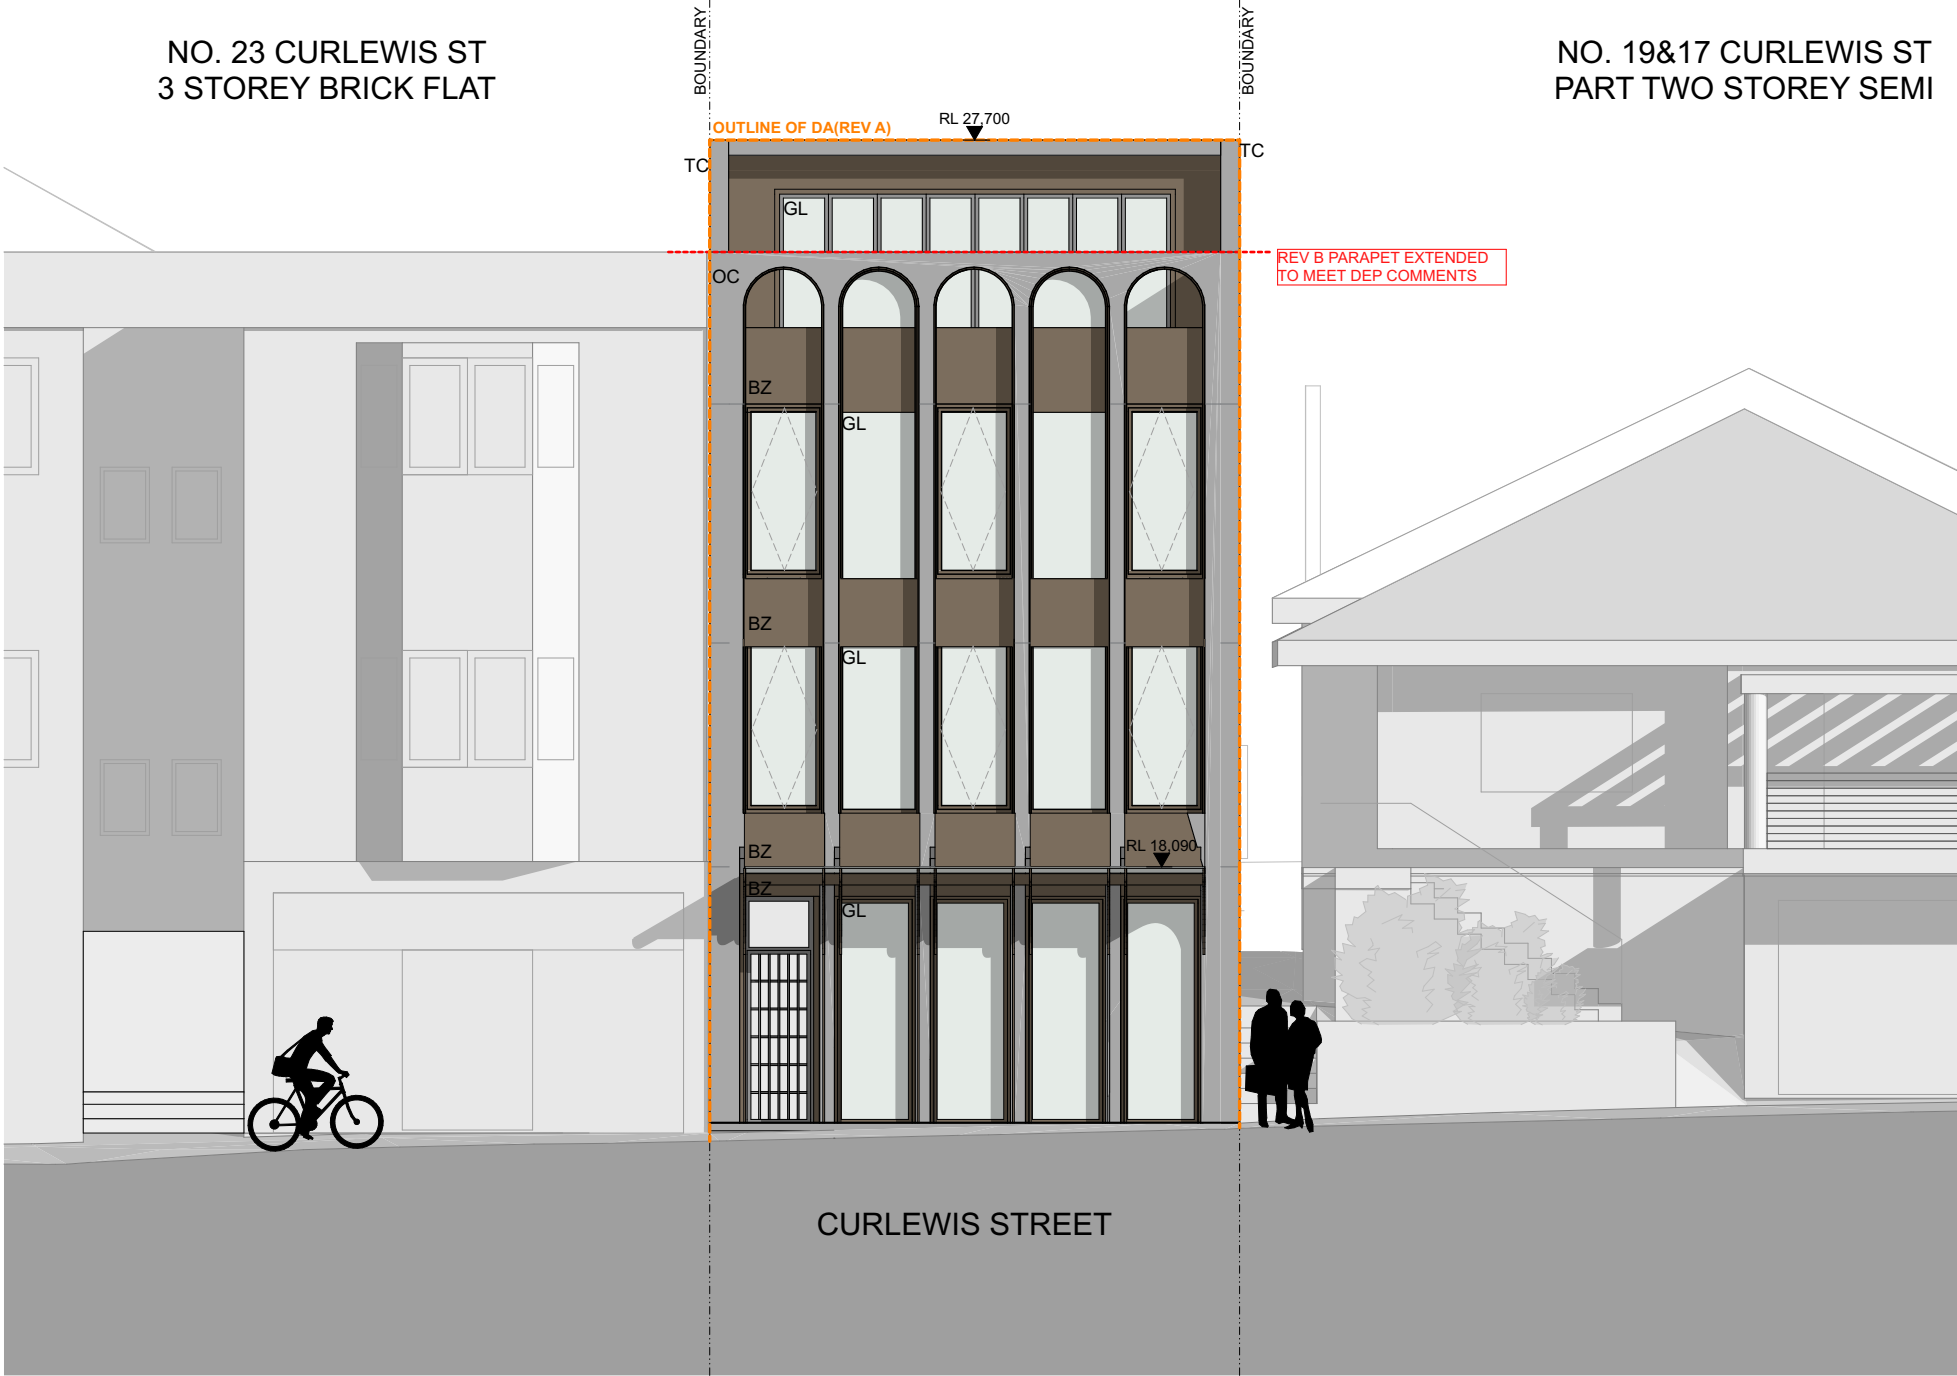 NO. 23 CURLEWIS ST
3 STOREY BRICK FLAT
BOUNDARY
BOUNDARY
NO. 19&17 CURLEWIS ST
PART TWO STOREY SEMI
OUTLINE OF DA(REV A)
RL 27,700
TC
TC
GL
REV B PARAPET EXTENDED
TO MEET DEP COMMENTS
OC
BZ
GL
BZ
GL
BZ
RL 18,090
BZ
GL
CURLEWIS STREET